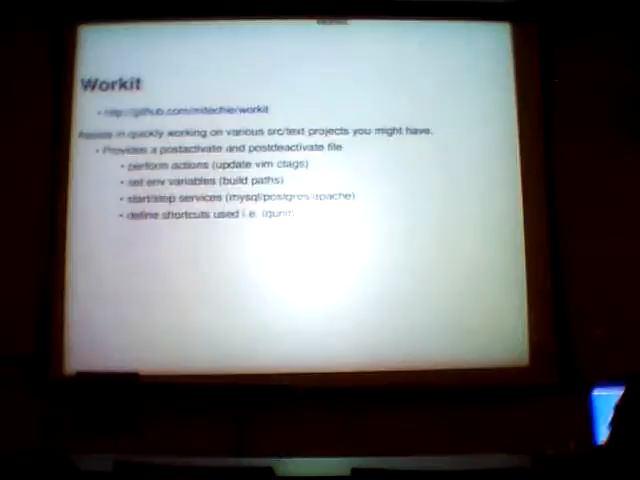 Workit
• http://github.com/mitechie/workit
Assists in quickly working on various src/text projects you might have.
• Provides a postactivate and postdeactivate file
• perform actions (update vim ctags)
• set env variables (build paths)
• start/stop services (mysql/postgres/apache)
• define shortcuts used i.e.